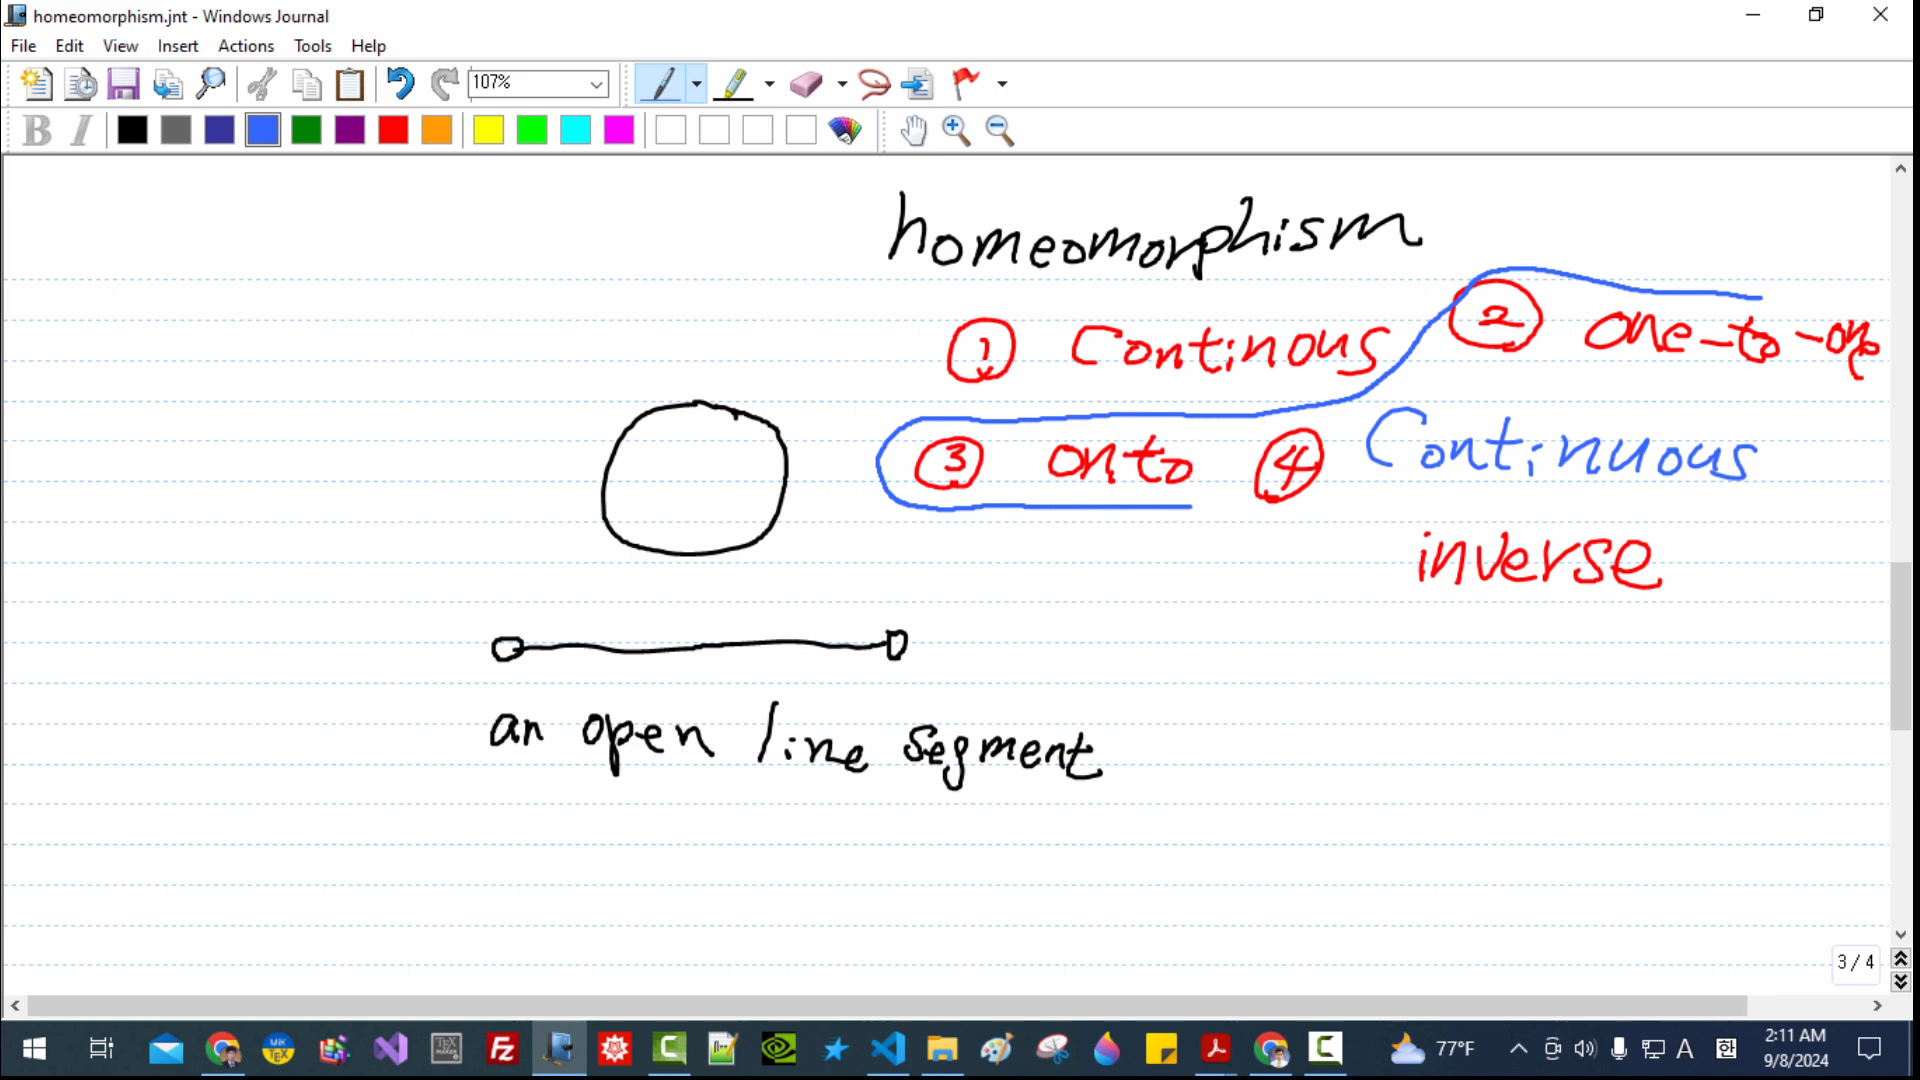 homeomorphism.jnt - Windows Journal
File Edit View Insert Actions Tools Help
107%
B I
homeomorphism
① Continous ② one-to-one
③ onto ④ Continuous
inverse
an open line segment
3 / 4
77°F A 한 2:11 AM
9/8/2024